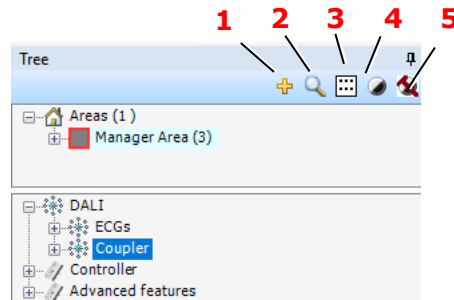 1 2 3 4 5
Tree
Areas (1 )
Manager Area (3)
DALI
ECGs
Coupler
Controller
Advanced features